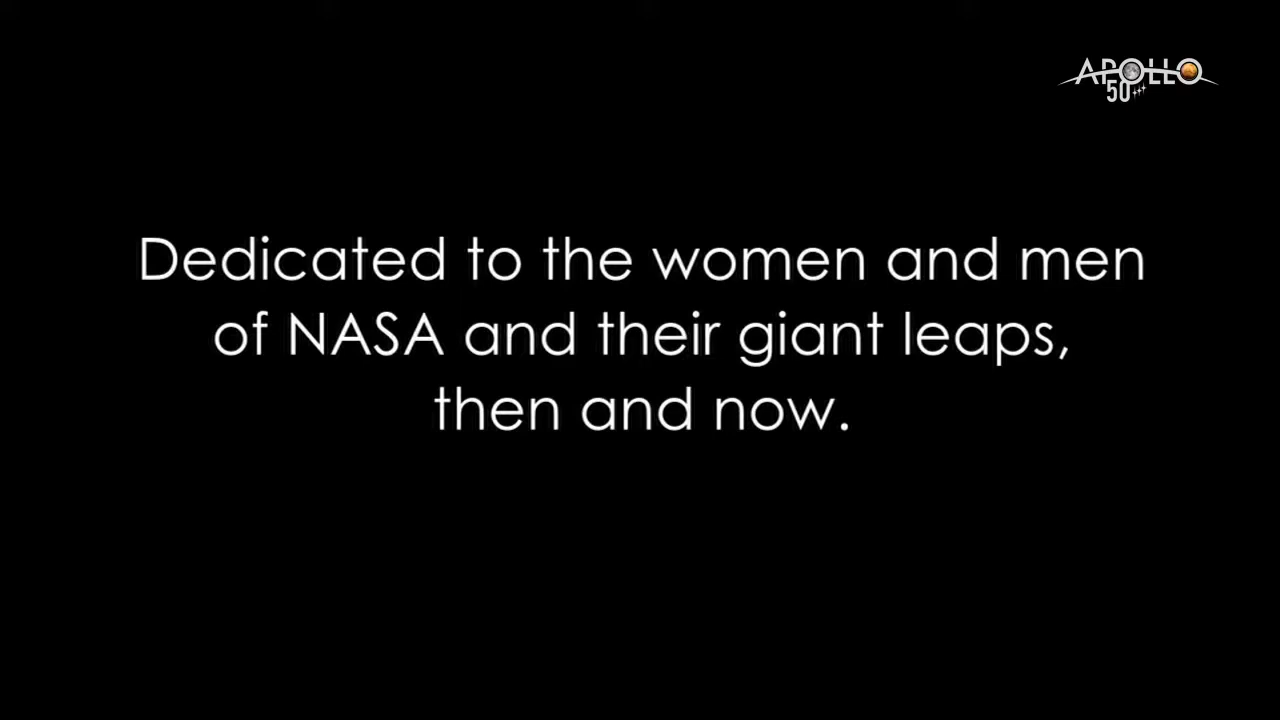 APOLLO
50
Dedicated to the women and men
of NASA and their giant leaps,
then and now.